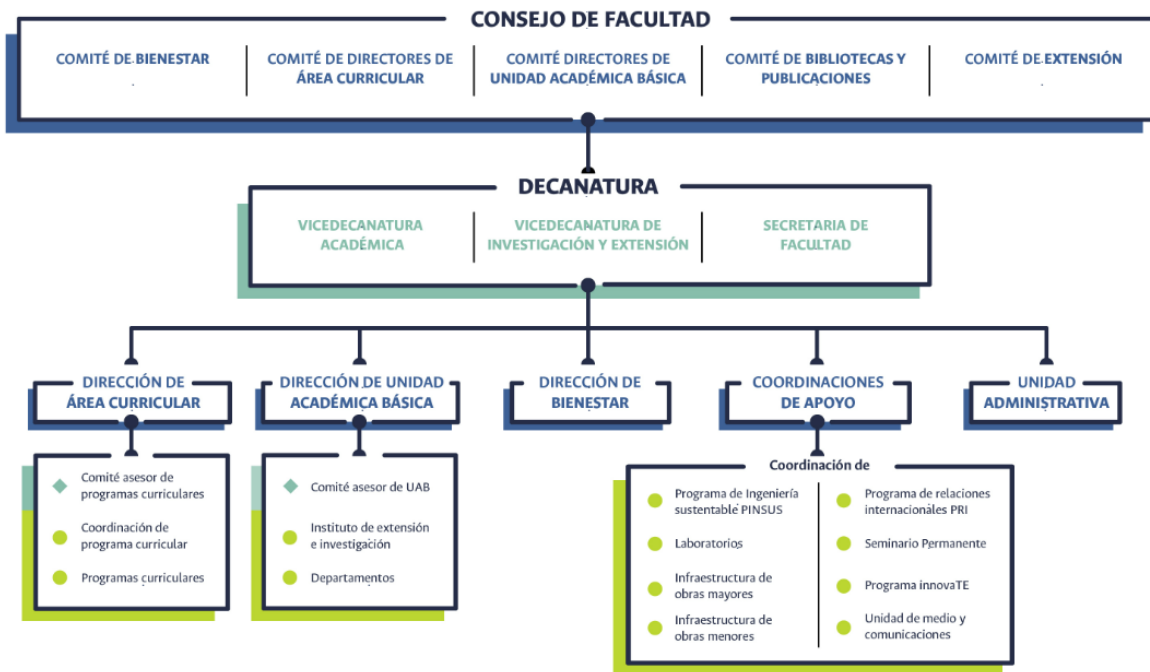 CONSEJO DE FACULTAD
COMITÉ DE BIENESTAR
COMITÉ DE DIRECTORES DE
ÁREA CURRICULAR
COMITÉ DIRECTORES DE
UNIDAD ACADÉMICA BÁSICA
COMITÉ DE BIBLIOTECAS Y
PUBLICACIONES
COMITÉ DE EXTENSIÓN
DECANATURA
VICEDECANATURA
ACADÉMICA
VICEDECANATURA DE
INVESTIGACIÓN Y EXTENSIÓN
SECRETARIA DE
FACULTAD
DIRECCIÓN DE
ÁREA CURRICULAR
DIRECCIÓN DE UNIDAD
ACADÉMICA BÁSICA
DIRECCIÓN DE
BIENESTAR
COORDINACIONES
DE APOYO
UNIDAD
ADMINISTRATIVA
Comité asesor de
programas curriculares
Coordinación de
programa curricular
Programas curriculares
Comité asesor de UAB
Instituto de extensión
e investigación
Departamentos
Coordinación de
Programa de Ingeniería
sustentable PINSUS
Laboratorios
Infraestructura de
obras mayores
Infraestructura de
obras menores
Programa de relaciones
internacionales PRI
Seminario Permanente
Programa innovaTE
Unidad de medio y
comunicaciones